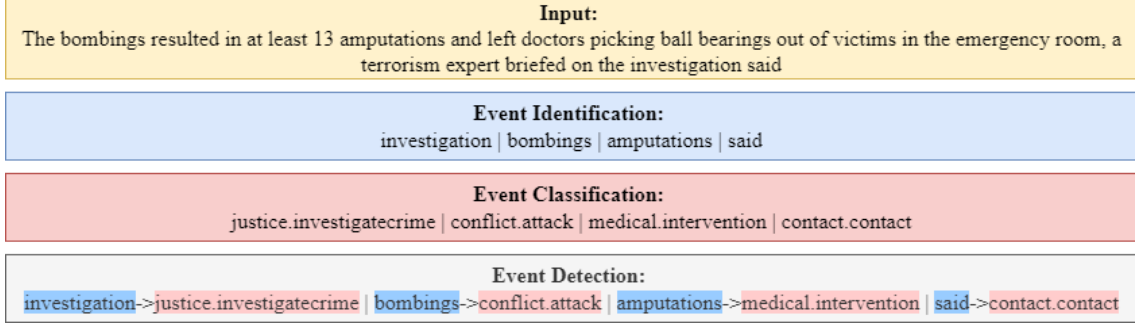 Input:
The bombings resulted in at least 13 amputations and left doctors picking ball bearings out of victims in the emergency room, a
terrorism expert briefed on the investigation said
Event Identification:
investigation | bombings | amputations | said
Event Classification:
justice.investigatecrime | conflict.attack | medical.intervention | contact.contact
Event Detection:
investigation->justice.investigatecrime | bombings->conflict.attack | amputations->medical.intervention | said->contact.contact